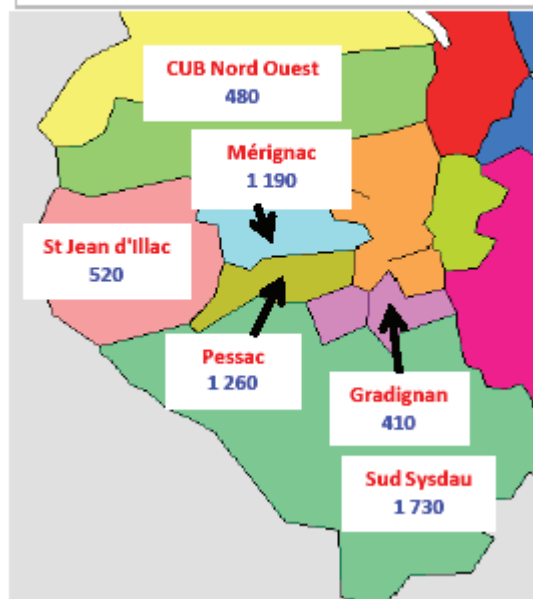 CUB Nord Ouest
480
Mérignac
1 190
St Jean d'Illac
520
Pessac
1 260
Gradignan
410
Sud Sysdau
1 730